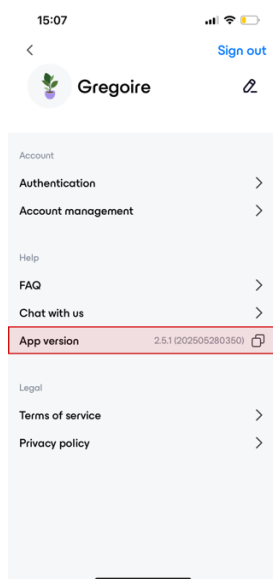 15:07
Sign out
Gregoire
Account
Authentication
Account management
Help
FAQ
Chat with us
App version 2.5.1 (202505280350)
Legal
Terms of service
Privacy policy